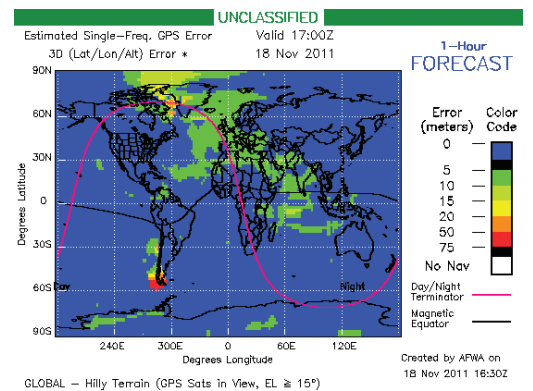 UNCLASSIFIED
Estimated Single-Freq. GPS Error
Valid 17:00Z
3D (Lat/Lon/Alt) Error *
18 Nov 2011
1-Hour
FORECAST
90N
60N
30N
0
30S
60S
90S
Degrees Latitude
Day
Night
240E 300E 0 60E 120E
Degrees Longitude
Error (meters)
Color Code
0
5
10
15
20
50
75
No Nav
Day/Night
Terminator
Magnetic
Equator
Created by AFWA on
18 Nov 2011 16:30Z
GLOBAL - Hilly Terrain (GPS Sats in View, EL ≧ 15°)